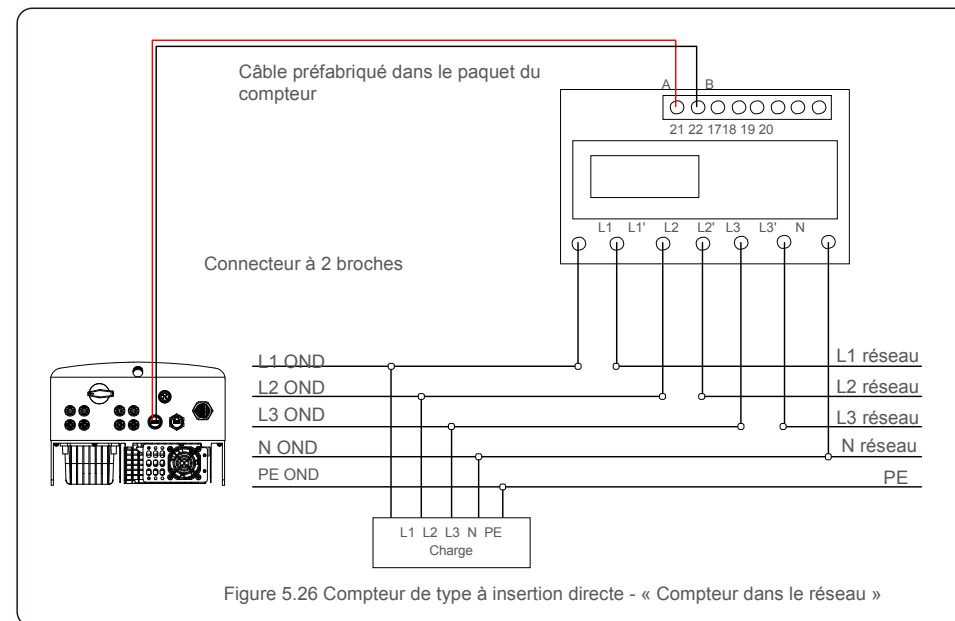 Câble préfabriqué dans le paquet du
compteur
A B
21 22 1718 19 20
L1 L1' L2 L2' L3 L3' N
Connecteur à 2 broches
L1 OND
L1 réseau
L2 OND
L2 réseau
L3 OND
L3 réseau
N OND
N réseau
PE OND
PE
L1 L2 L3 N PE
Charge
Figure 5.26 Compteur de type à insertion directe - « Compteur dans le réseau »